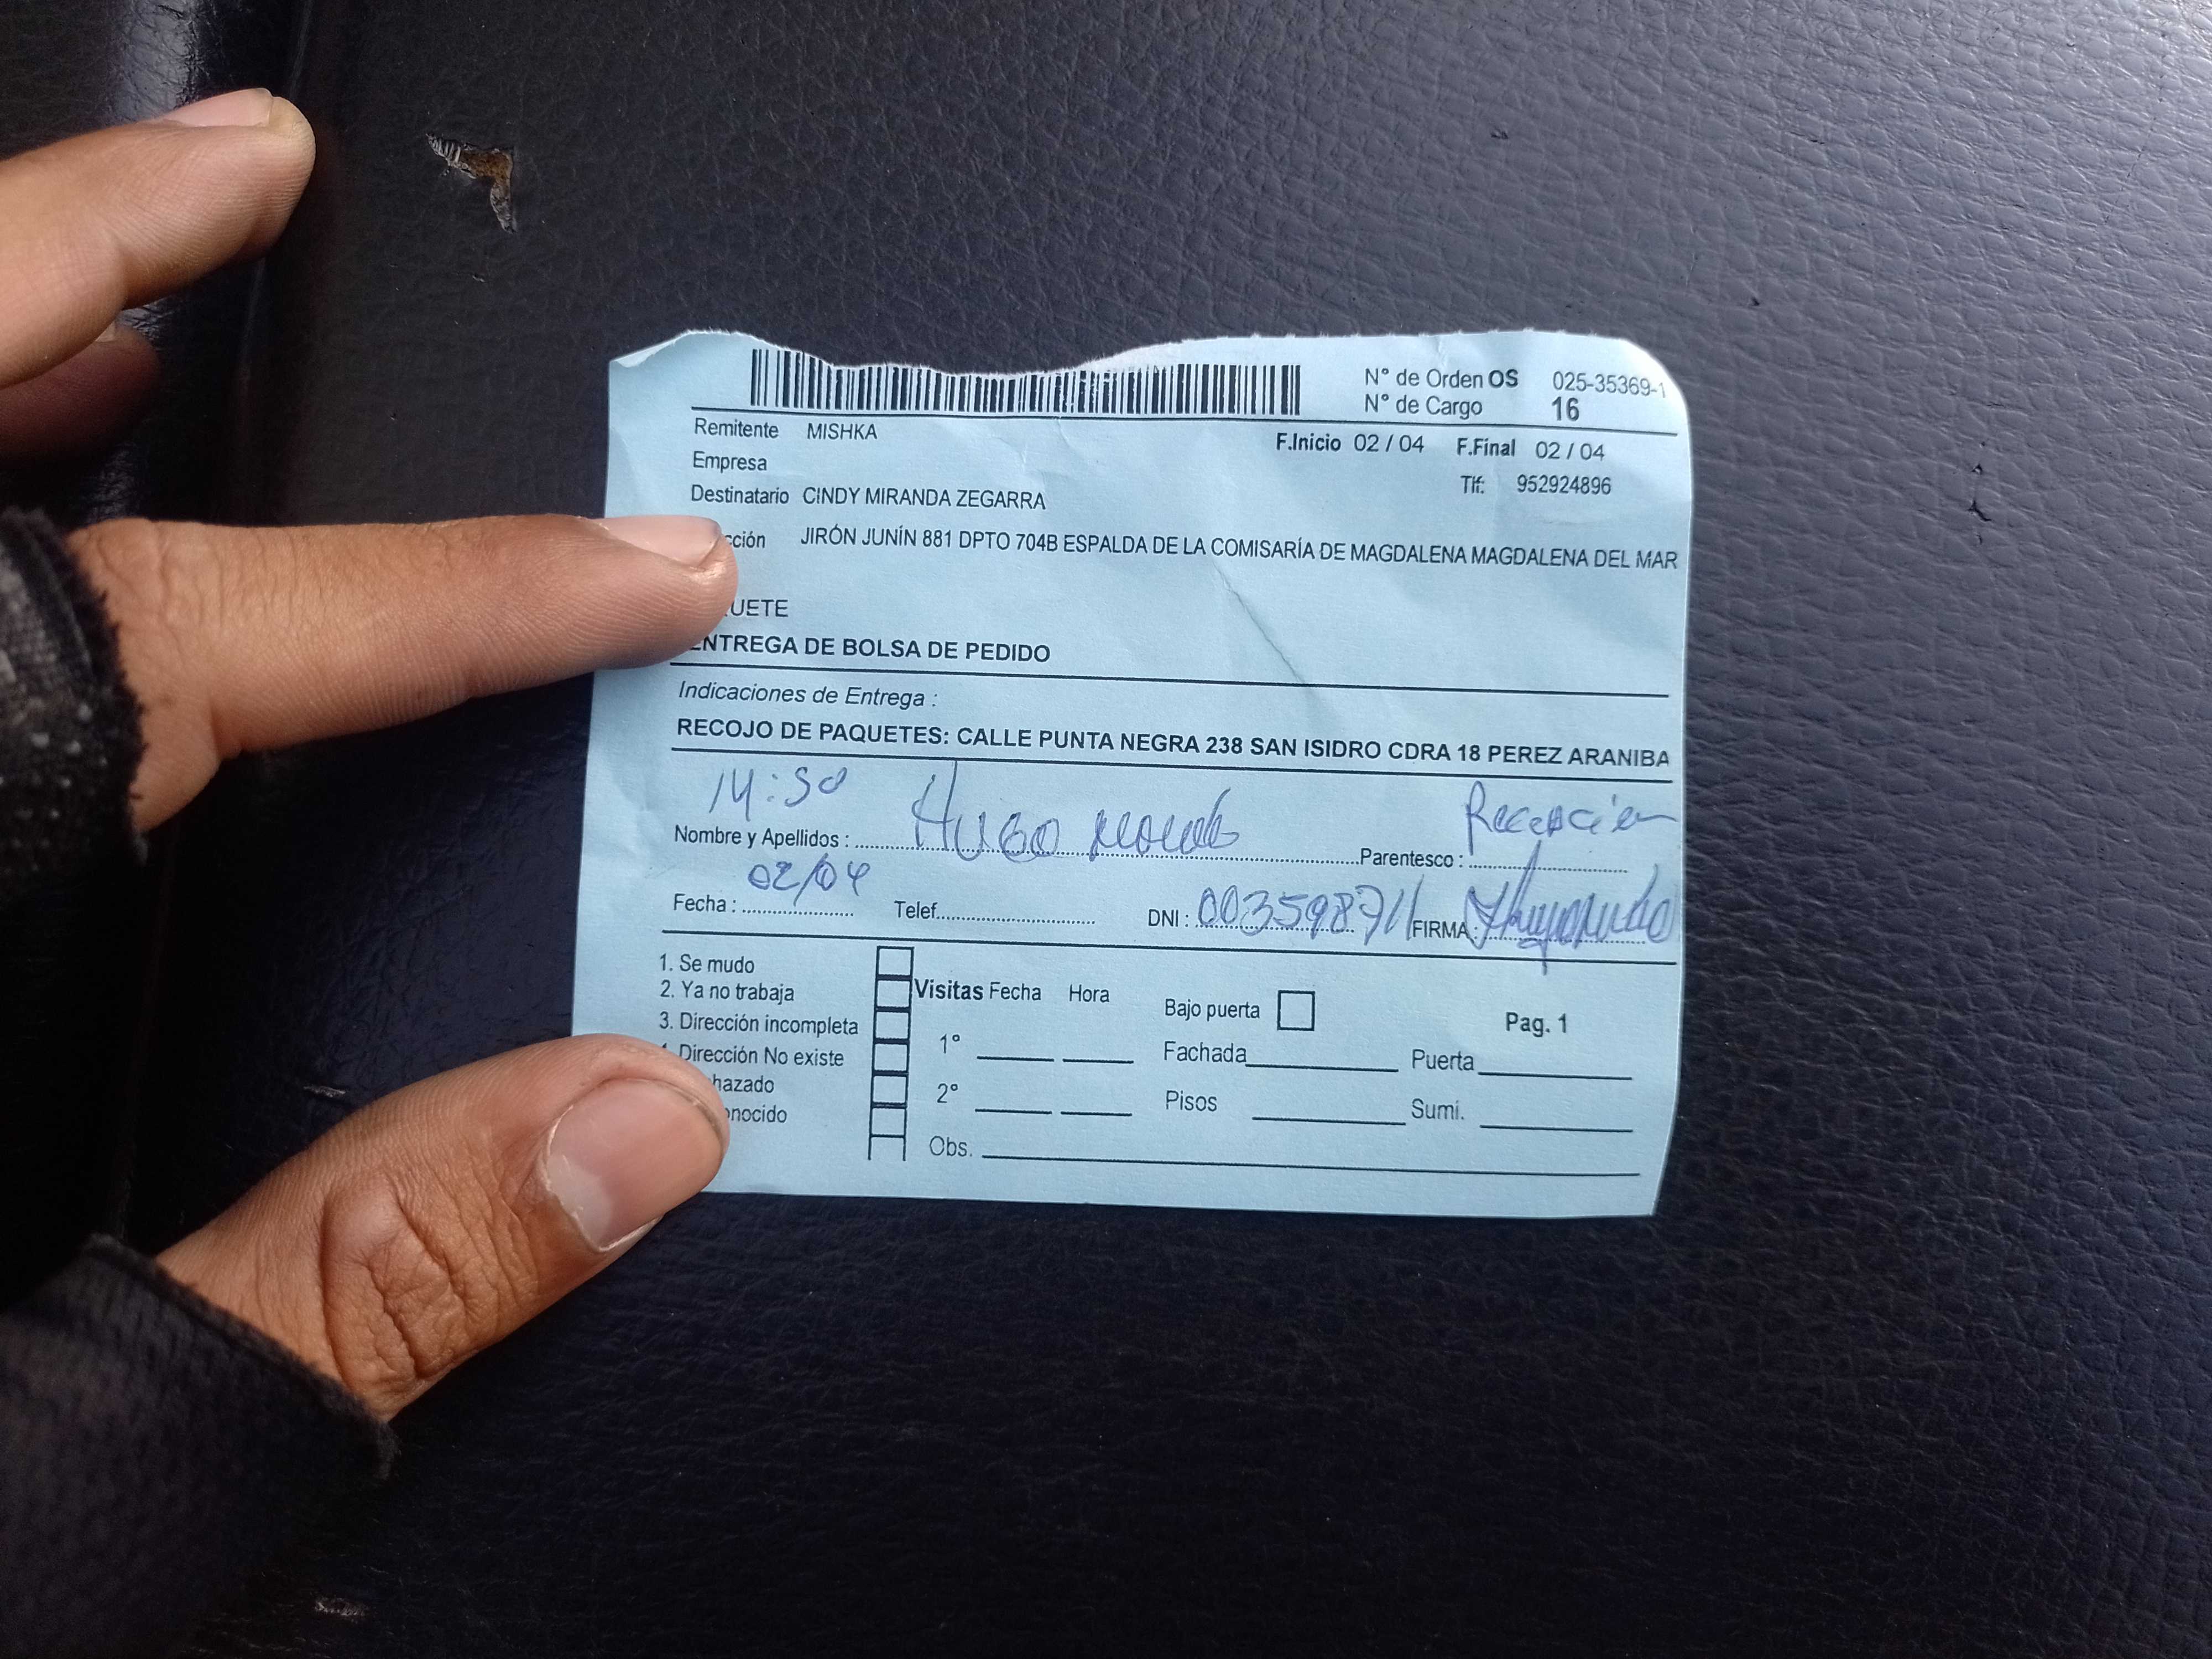 N° de Orden OS 025-35369-1
N° de Cargo 16
Remitente MISHKA
F.Inicio 02 / 04 F.Final 02 / 04
Empresa
Tlf: 952924896
Destinatario CINDY MIRANDA ZEGARRA
cción JIRÓN JUNÍN 881 DPTO 704B ESPALDA DE LA COMISARÍA DE MAGDALENA MAGDALENA DEL MAR
UETE
ENTREGA DE BOLSA DE PEDIDO
Indicaciones de Entrega :
RECOJO DE PAQUETES: CALLE PUNTA NEGRA 238 SAN ISIDRO CDRA 18 PEREZ ARANIBA
Nombre y Apellidos : Hugo
Parentesco : Recepción
Fecha : 02/04 Telef. DNI : FIRMA :
1. Se mudo
2. Ya no trabaja
3. Dirección incompleta
Dirección No existe
hazado
nocido
Visitas Fecha Hora
1°
2°
Obs.
Bajo puerta
Fachada
Pisos
Pag. 1
Puerta
Sumi.